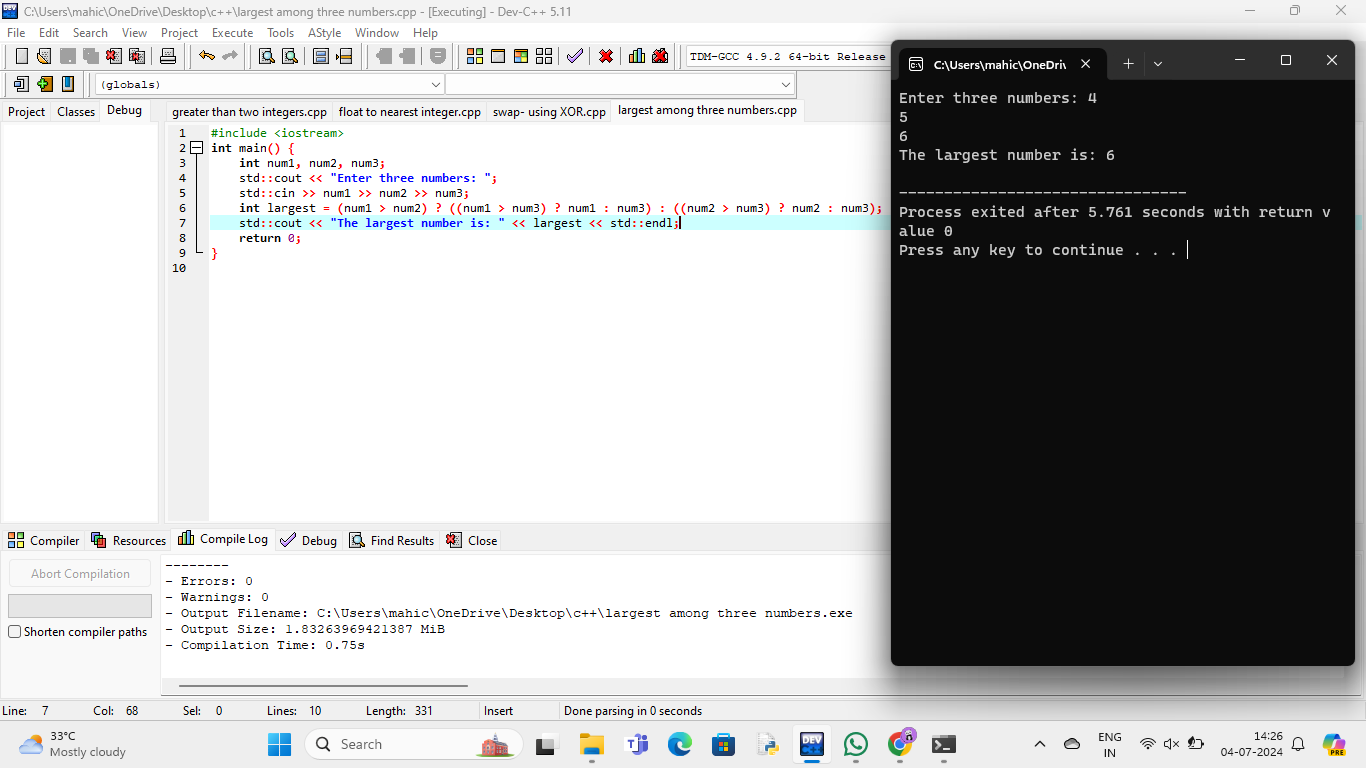 C:\Users\mahic\OneDrive\Desktop\c++\largest among three numbers.cpp - [Executing] - Dev-C++ 5.11
File Edit Search View Project Execute Tools AStyle Window Help
TDM-GCC 4.9.2 64-bit Release
(globals)
Project Classes Debug
greater than two integers.cpp float to nearest integer.cpp swap- using XOR.cpp largest among three numbers.cpp
1 #include <iostream>
2 int main() {
3 int num1, num2, num3;
4 std::cout << "Enter three numbers: ";
5 std::cin >> num1 >> num2 >> num3;
6 int largest = (num1 > num2) ? ((num1 > num3) ? num1 : num3) : ((num2 > num3) ? num2 : num3);
7 std::cout << "The largest number is: " << largest << std::endl;
8 return 0;
9 }
10
C:\Users\mahic\OneDriv
Enter three numbers: 4
5
6
The largest number is: 6
--------------------------------
Process exited after 5.761 seconds with return v
alue 0
Press any key to continue . . .
Compiler Resources Compile Log Debug Find Results Close
Abort Compilation
Shorten compiler paths
--------
- Errors: 0
- Warnings: 0
- Output Filename: C:\Users\mahic\OneDrive\Desktop\c++\largest among three numbers.exe
- Output Size: 1.83263969421387 MiB
- Compilation Time: 0.75s
Line: 7 Col: 68 Sel: 0 Lines: 10 Length: 331 Insert Done parsing in 0 seconds
33°C
Mostly cloudy
Search
DEV
ENG
IN
14:26
04-07-2024
PRE